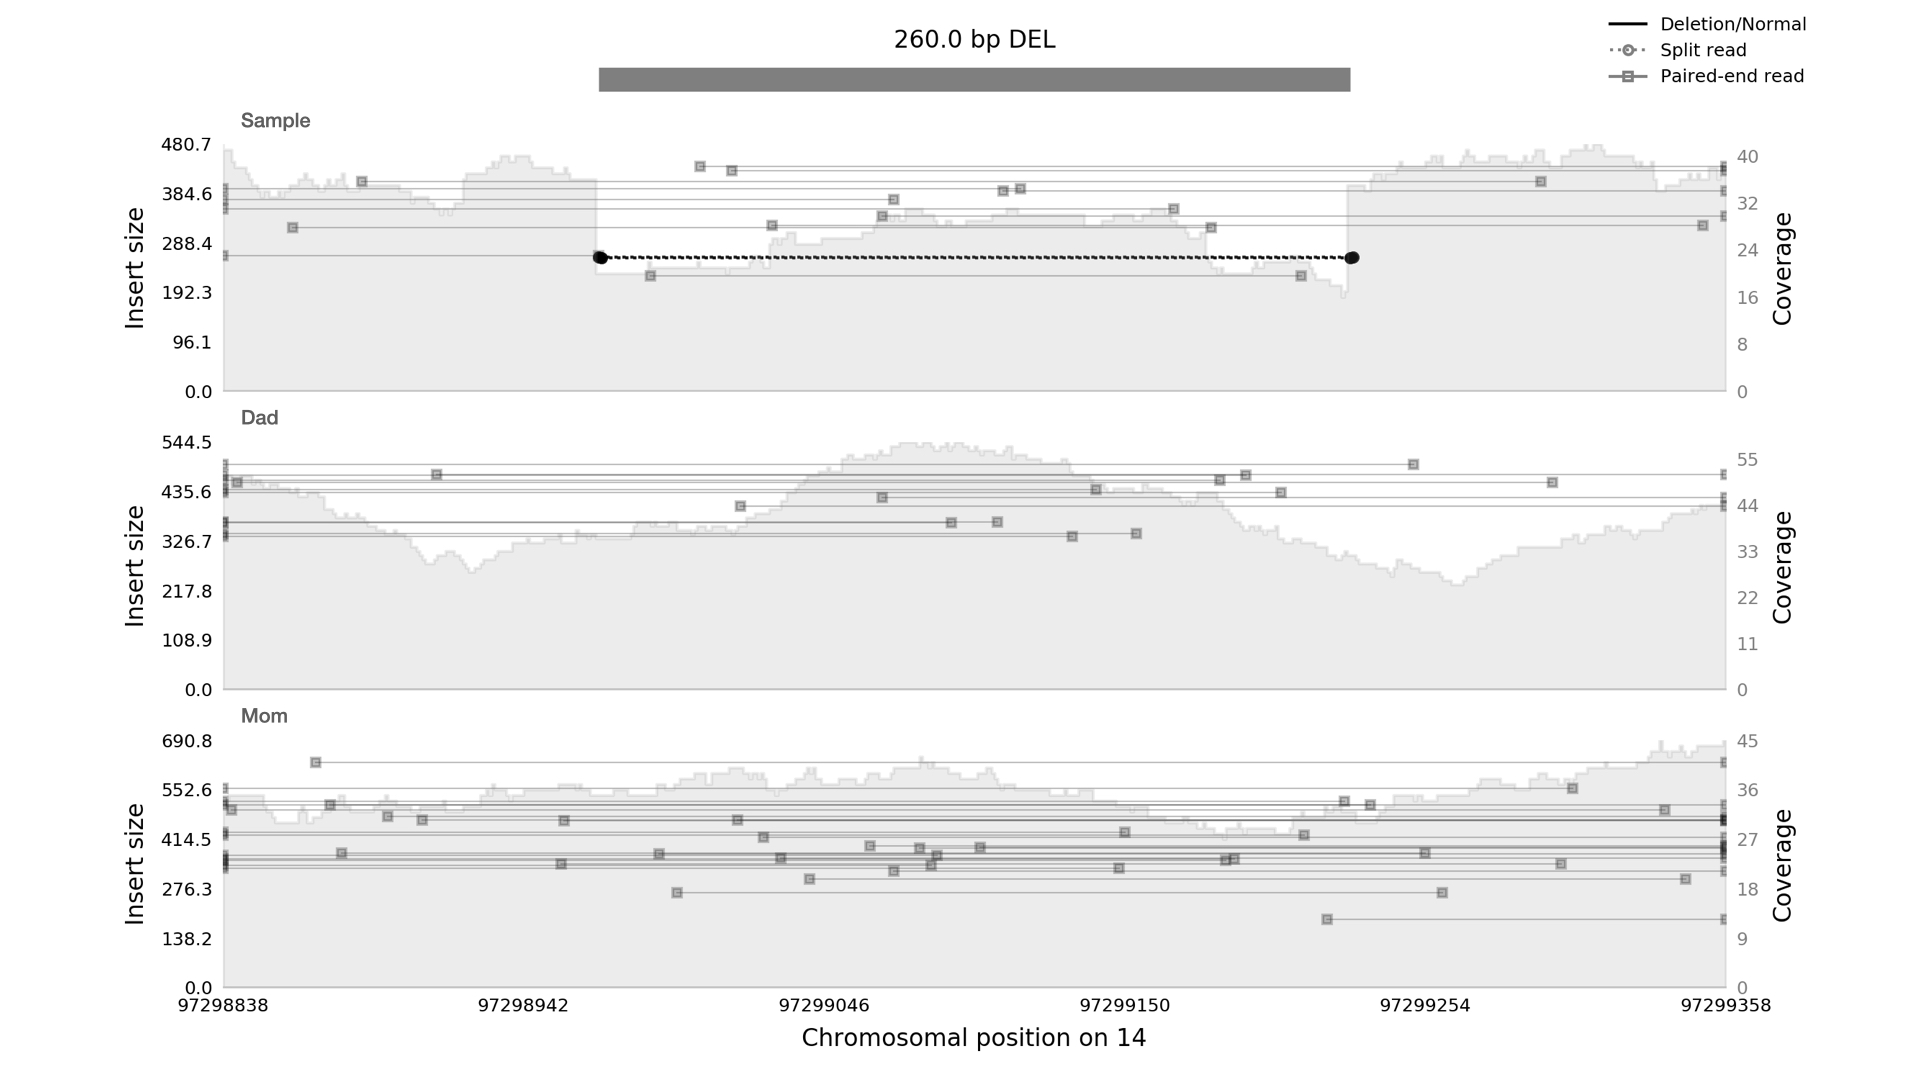 260.0 bp DEL
Deletion/Normal
Split read
Paired-end read
Sample
480.7
384.6
288.4
192.3
96.1
0.0
Insert size
40
32
24
16
8
0
Coverage
Dad
544.5
435.6
326.7
217.8
108.9
0.0
Insert size
55
44
33
22
11
0
Coverage
Mom
690.8
552.6
414.5
276.3
138.2
0.0
Insert size
45
36
27
18
9
0
Coverage
97298838 97298942 97299046 97299150 97299254 97299358
Chromosomal position on 14